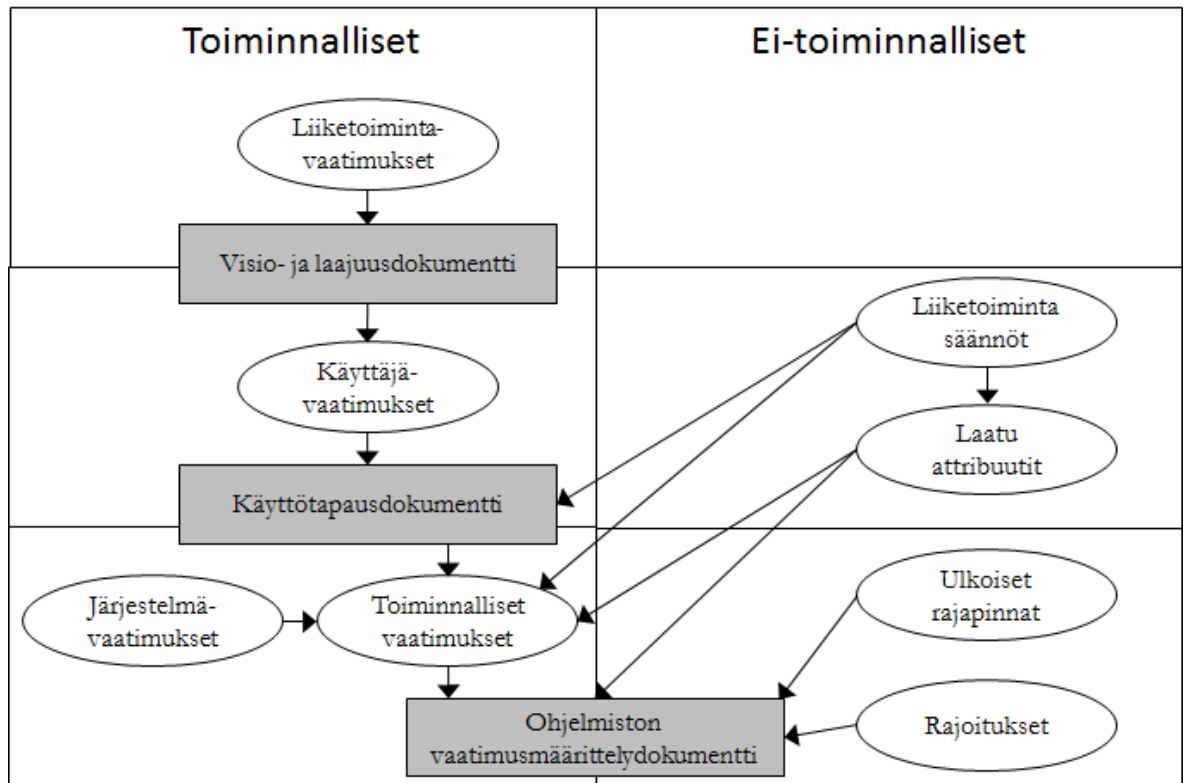 Toiminnalliset
Ei-toiminnalliset
Liiketoiminta-
vaatimukset
Visio- ja laajuusdokumentti
Liiketoiminta
säännöt
Käyttäjä-
vaatimukset
Laatu
attribuutit
Käyttötapausdokumentti
Järjestelmä-
vaatimukset
Toiminnalliset
vaatimukset
Ulkoiset
rajapinnat
Ohjelmiston
vaatimusmäärittelydokumentti
Rajoitukset